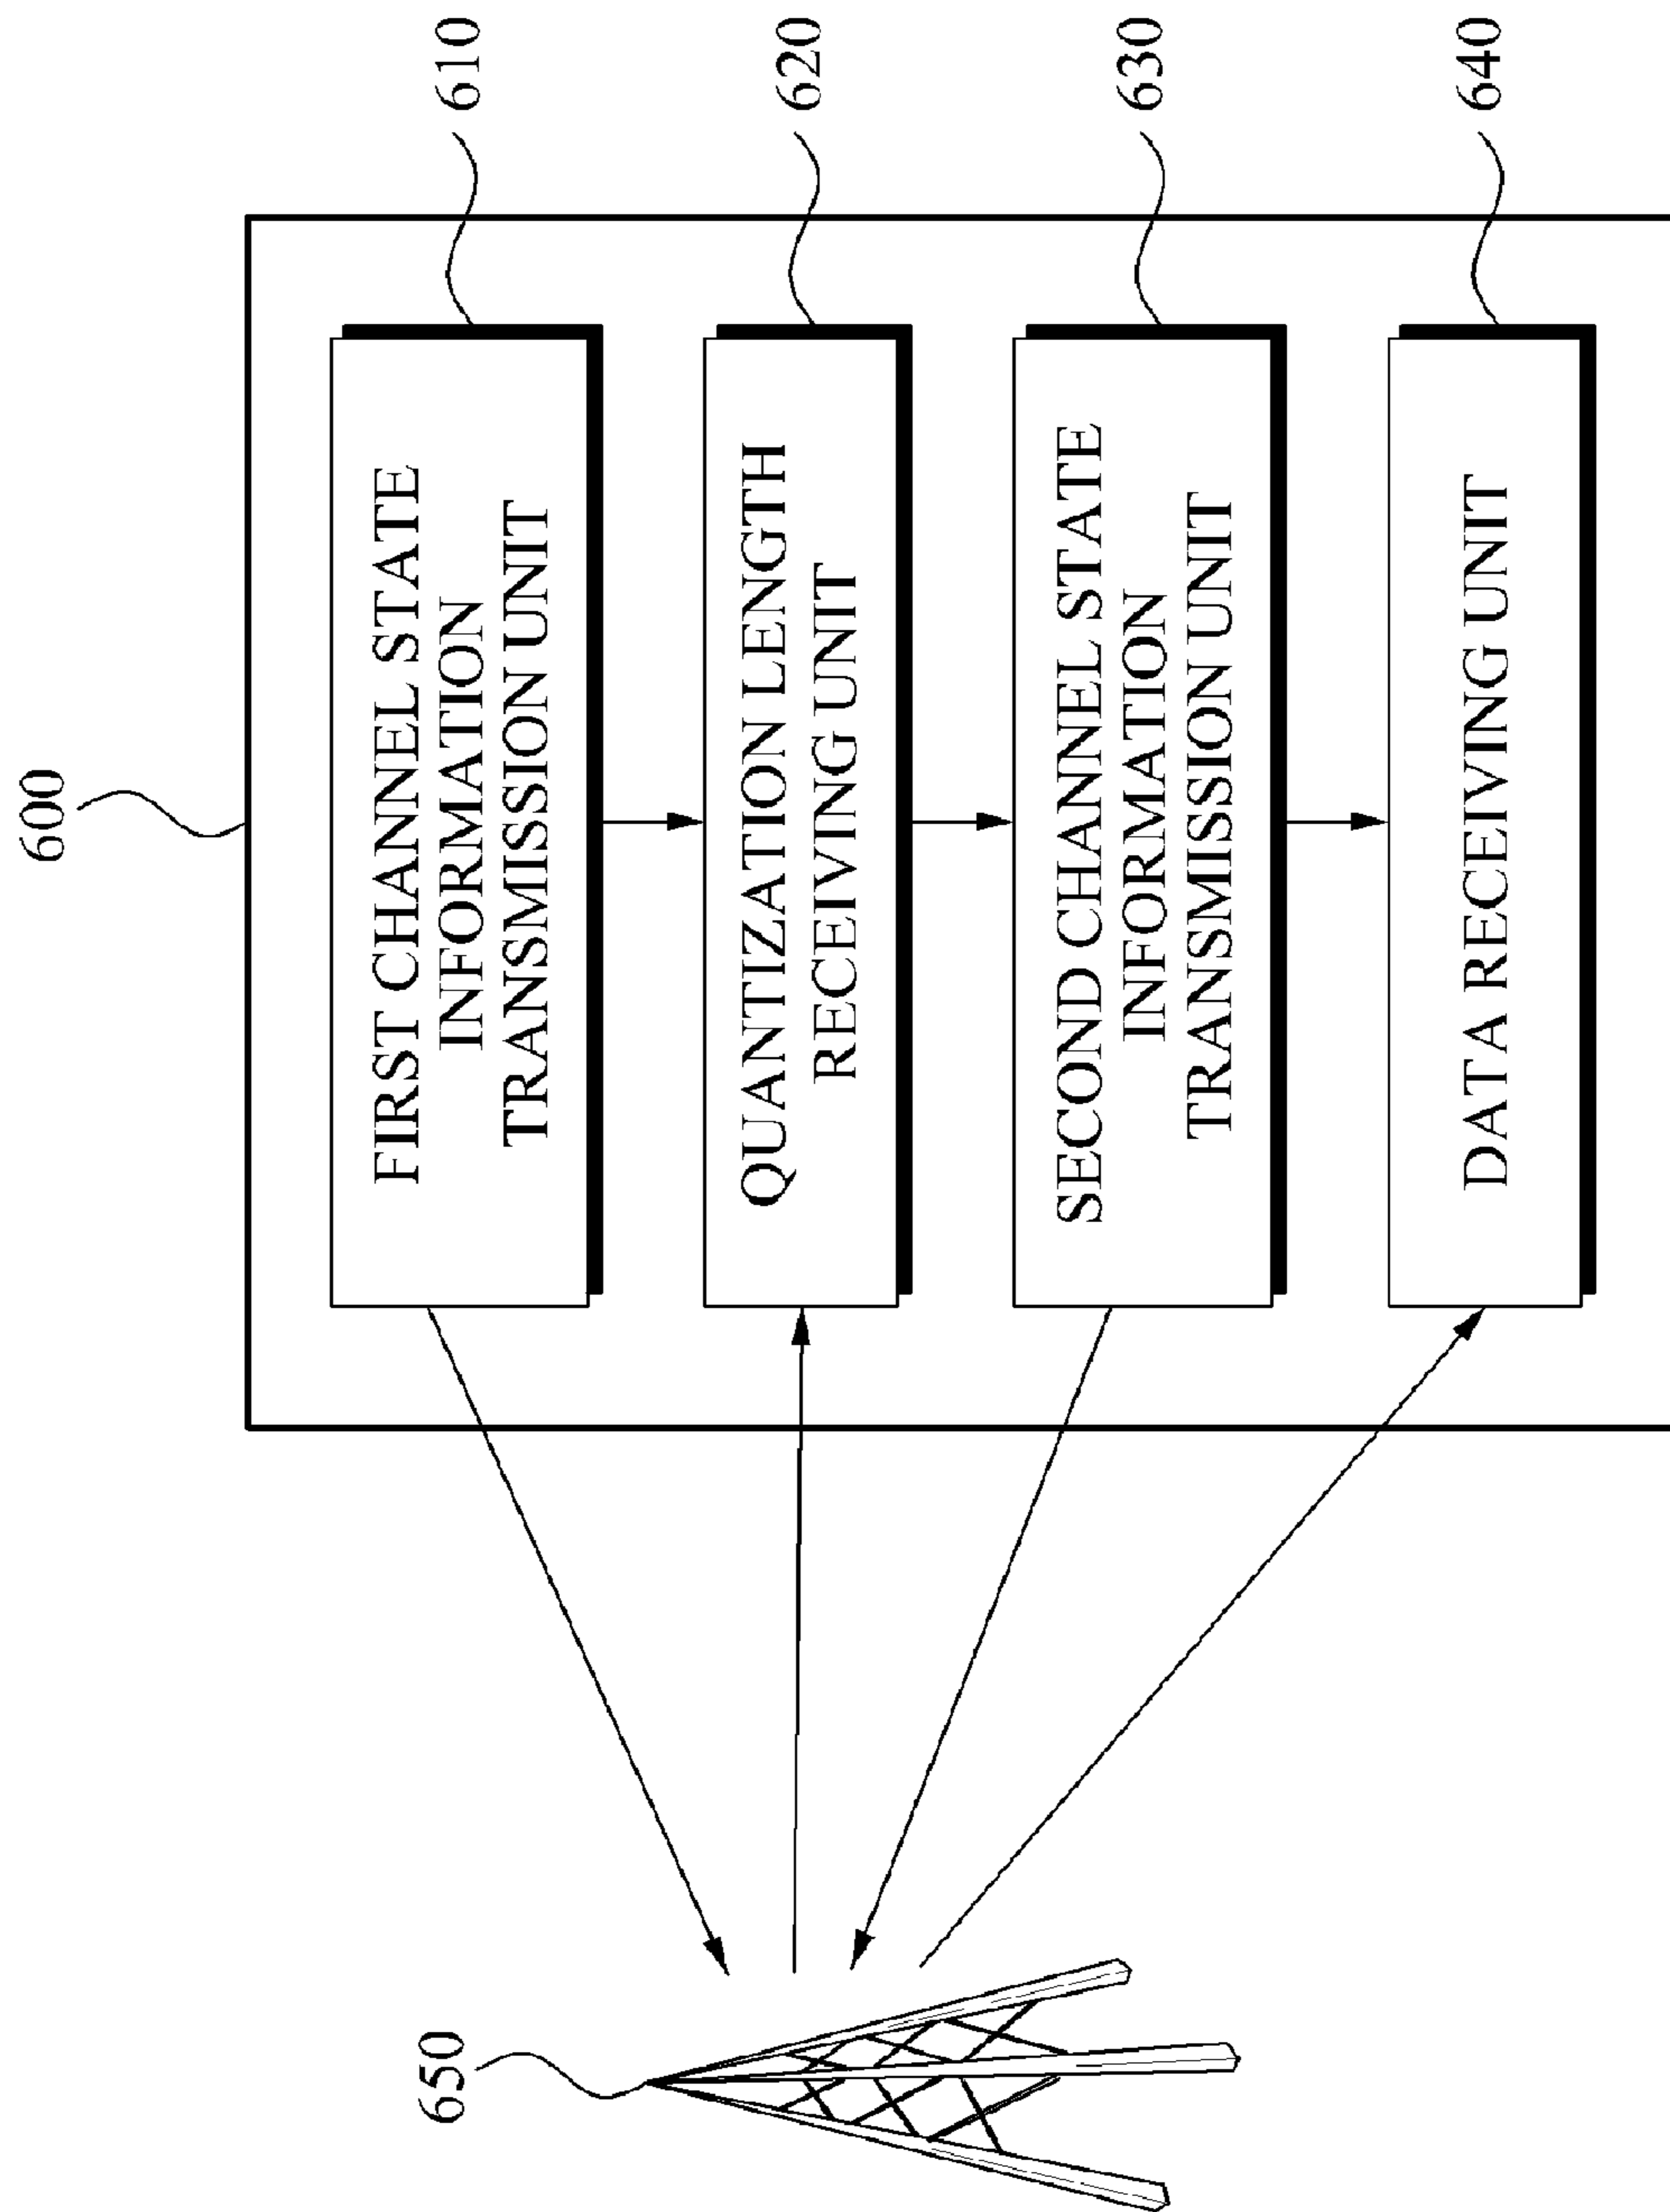 600
FIRST CHANNEL STATE
INFORMATION
TRANSMISSION UNIT
610
QUANTIZATION LENGTH
RECEIVING UNIT
620
SECOND CHANNEL STATE
INFORMATION
TRANSMISSION UNIT
630
DATA RECEIVING UNIT
640
650